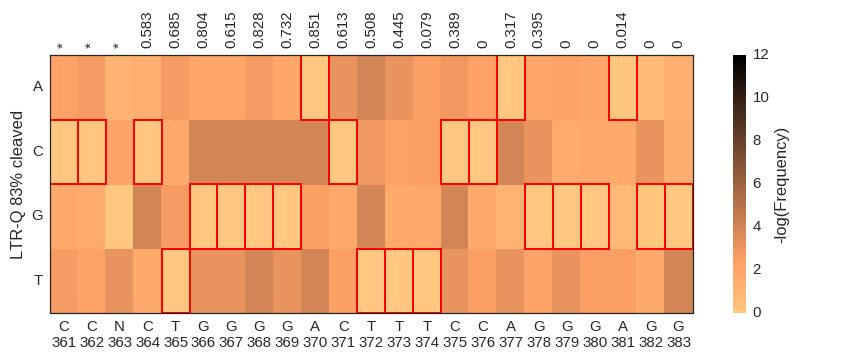 * * * 0.583 0.685 0.804 0.615 0.828 0.732 0.851 0.613 0.508 0.445 0.079 0.389 0 0.317 0.395 0 0 0.014 0 0
LTR-Q 83% cleaved
A
C
G
T
C C N C T G G G G A C T T T C C A G G G A G G
361 362 363 364 365 366 367 368 369 370 371 372 373 374 375 376 377 378 379 380 381 382 383
12
10
8
6
4
2
0
-log(Frequency)